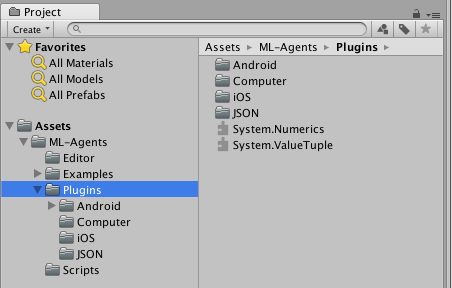 Project
Create
Favorites
All Materials
All Models
All Prefabs
Assets
ML-Agents
Editor
Examples
Plugins
Android
Computer
iOS
JSON
Scripts
Assets ML-Agents Plugins
Android
Computer
iOS
JSON
System.Numerics
System.ValueTuple